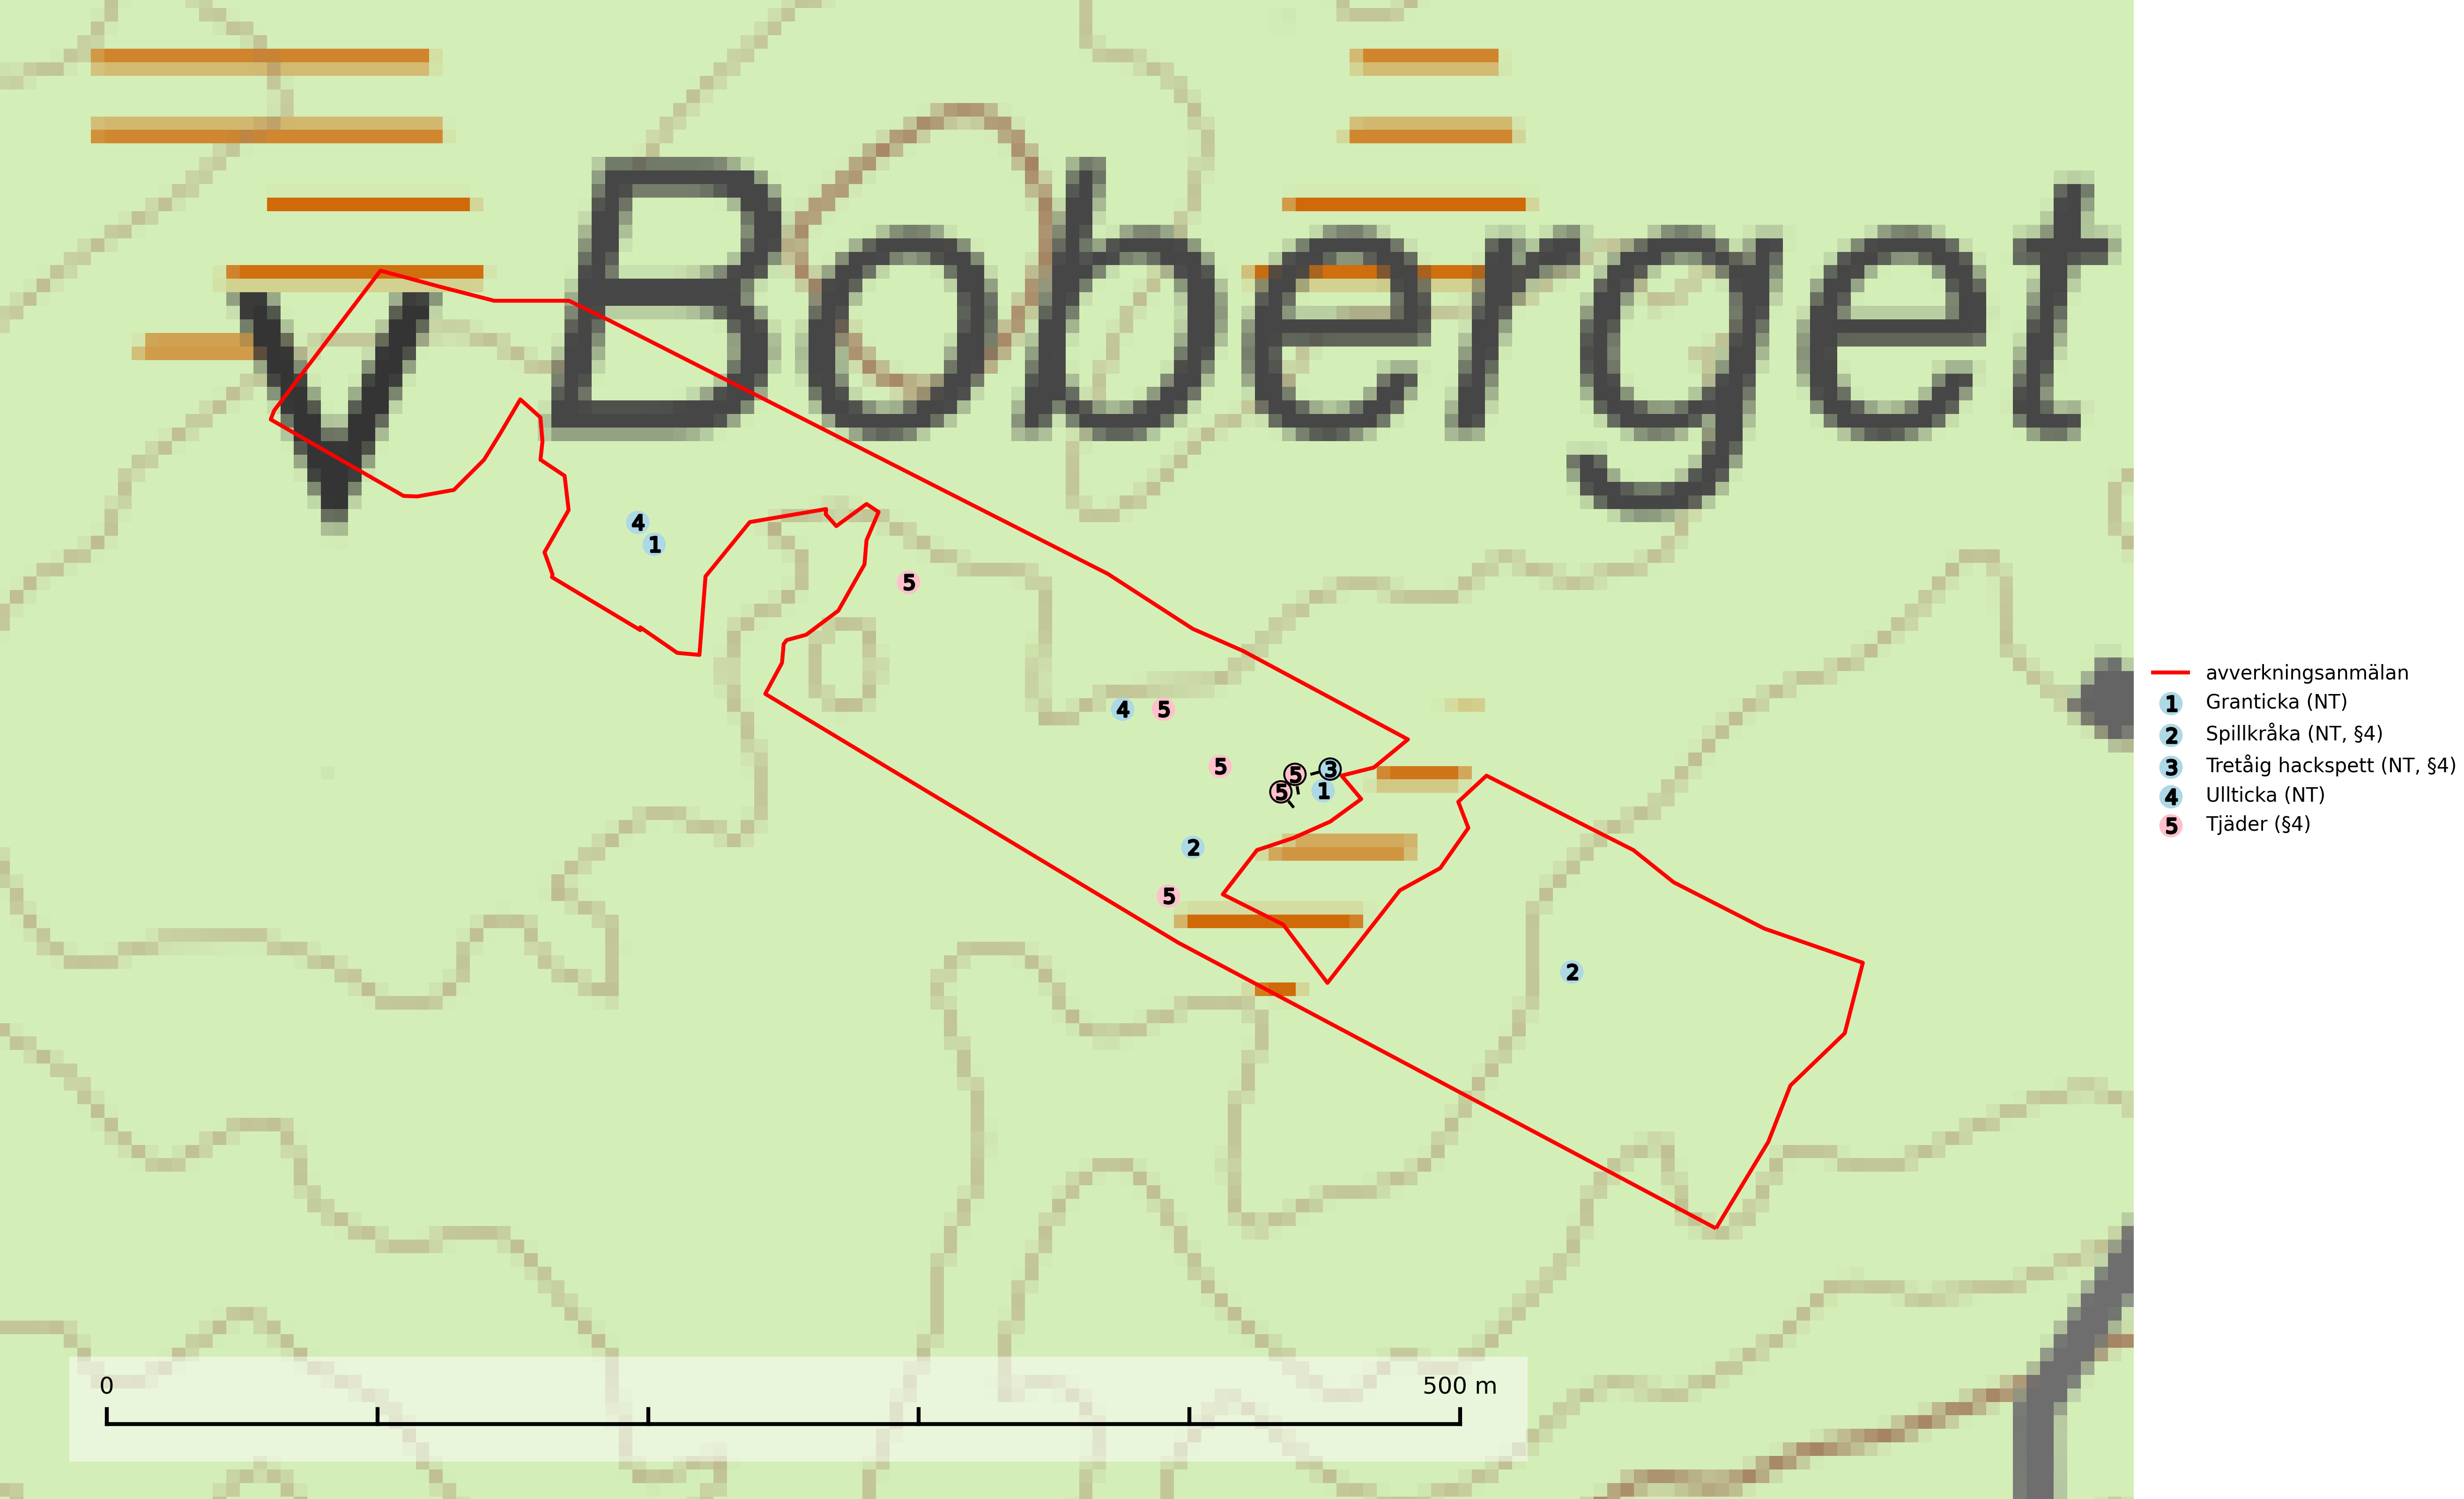 v Boberget
4
1
5
4 5
5
5 3
5 1
2
5
2
0 500 m
avverkningsanmälan
1 Granticka (NT)
2 Spillkråka (NT, §4)
3 Tretåig hackspett (NT, §4)
4 Ullticka (NT)
5 Tjäder (§4)